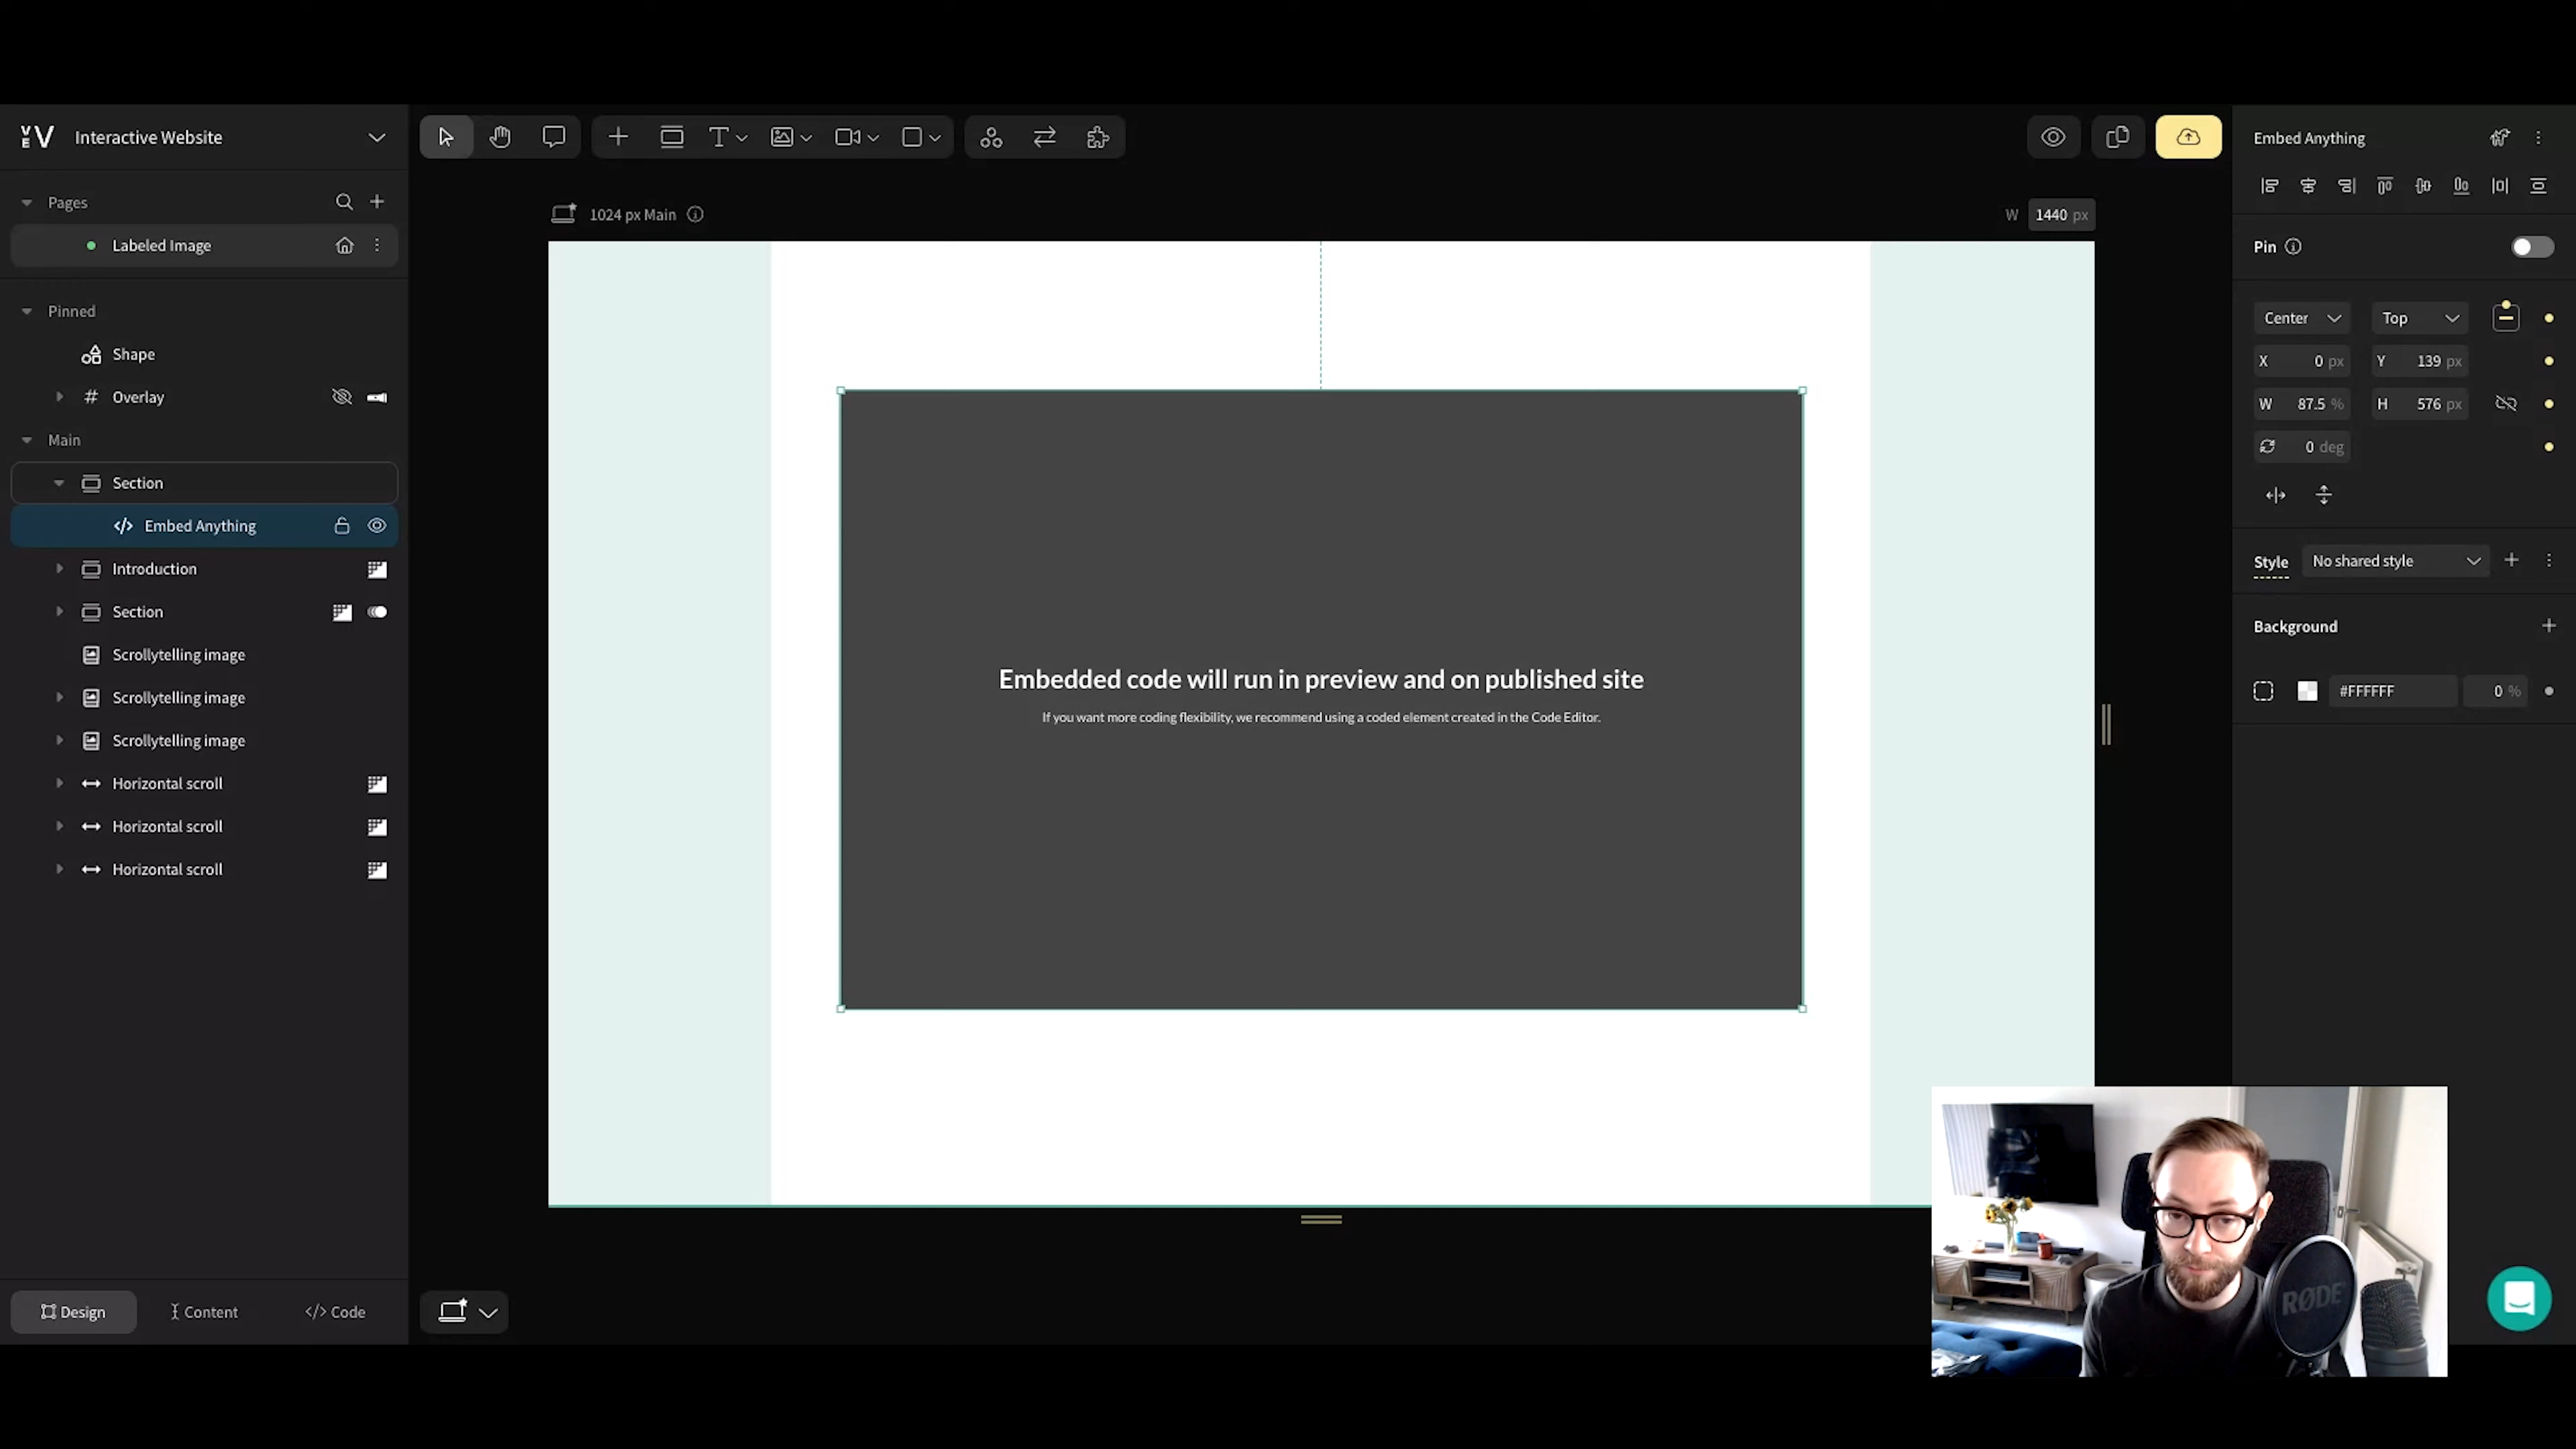 VEV Interactive Website
Pages
Labeled Image
Pinned
Shape
# Overlay
Main
Section
</> Embed Anything
Introduction
Section
Scrollytelling image
Scrollytelling image
Scrollytelling image
Horizontal scroll
Horizontal scroll
Horizontal scroll
Design
Content
</> Code
1024 px Main
W 1440 px
Embedded code will run in preview and on published site
If you want more coding flexibility, we recommend using a coded element created in the Code Editor.
Embed Anything
Pin
Center Top
X 0 px Y 139 px
W 87.5 % H 576 px
0 deg
Style No shared style
Background
#FFFFFF 0 %
RØDE